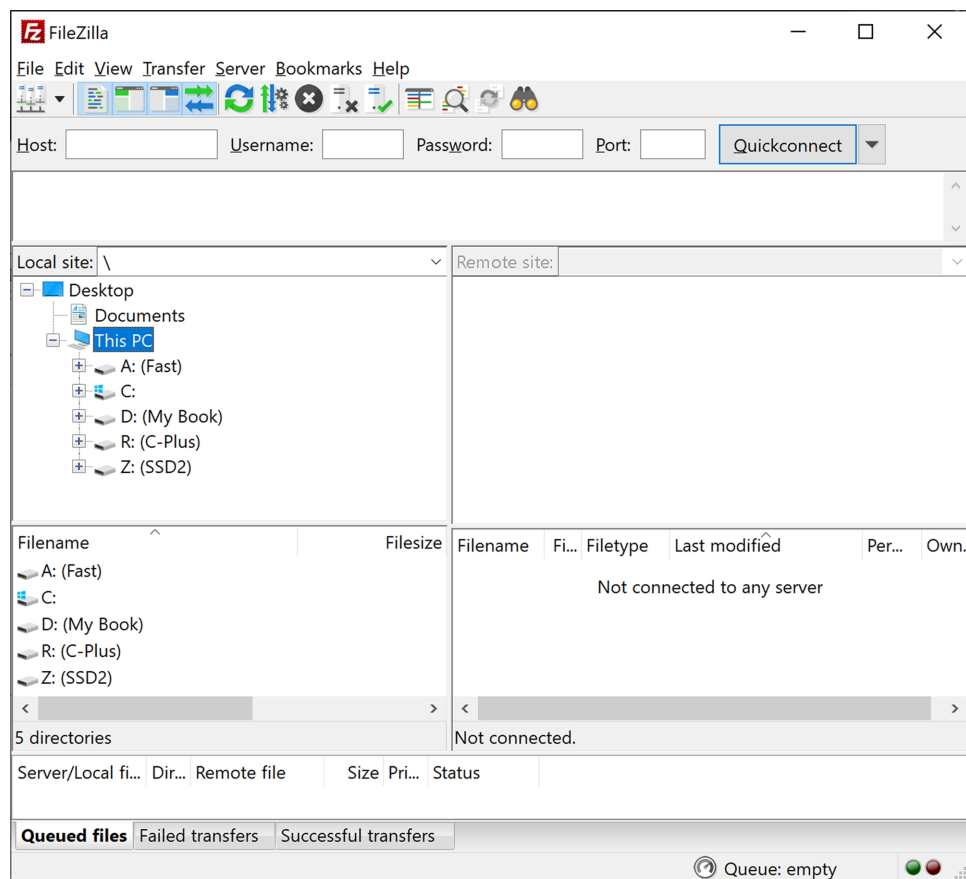 FileZilla
File Edit View Transfer Server Bookmarks Help
Host: Username: Password: Port: Quickconnect
Local site: \
Remote site:
Desktop
Documents
This PC
A: (Fast)
C:
D: (My Book)
R: (C-Plus)
Z: (SSD2)
Filename Filesize
A: (Fast)
C:
D: (My Book)
R: (C-Plus)
Z: (SSD2)
5 directories
Filename Fi... Filetype Last modified Per... Own.
Not connected to any server
Not connected.
Server/Local fi... Dir... Remote file Size Pri... Status
Queued files Failed transfers Successful transfers
Queue: empty